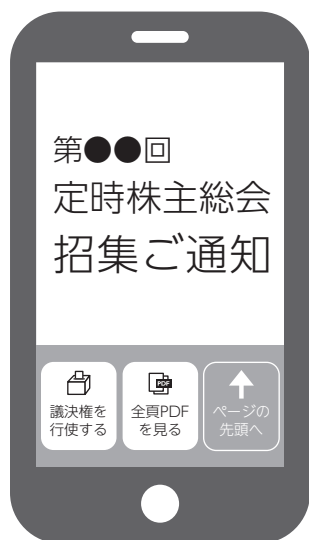 第●●回
定時株主総会
招集ご通知
議決権を
行使する
PDF
全頁PDF
を見る
ページの
先頭へ